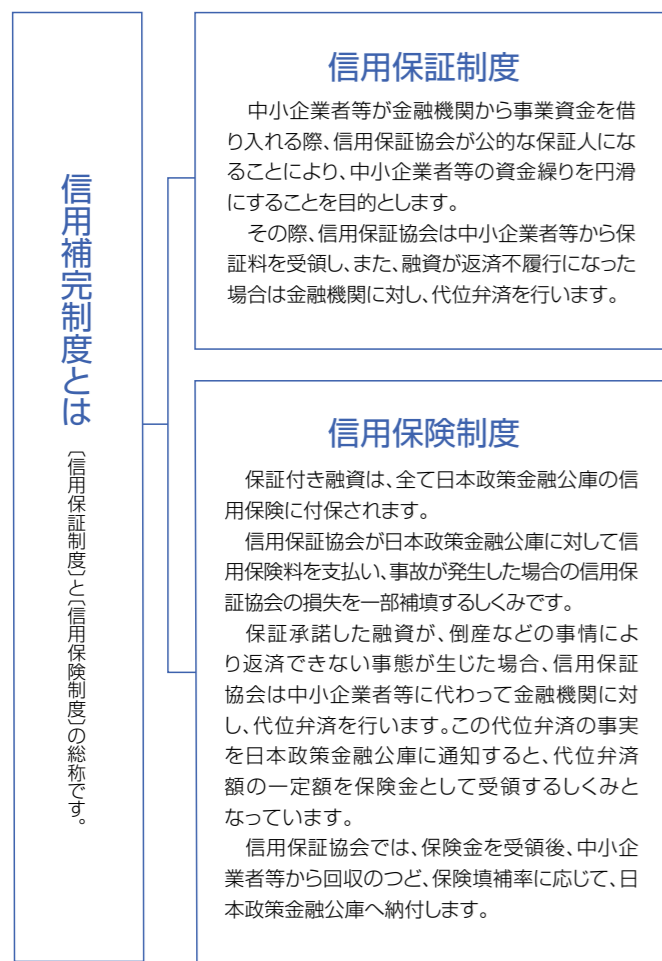 信用補完制度とは
〔信用保証制度〕と〔信用保険制度〕の総称です。
信用保証制度
中小企業者等が金融機関から事業資金を借
り入れる際、信用保証協会が公的な保証人にな
ることにより、中小企業者等の資金繰りを円滑
にすることを目的とします。
その際、信用保証協会は中小企業者等から保
証料を受領し、また、融資が返済不履行になった
場合は金融機関に対し、代位弁済を行います。
信用保険制度
保証付き融資は、全て日本政策金融公庫の信
用保険に付保されます。
信用保証協会が日本政策金融公庫に対して信
用保険料を支払い、事故が発生した場合の信用保
証協会の損失を一部補填するしくみです。
保証承諾した融資が、倒産などの事情によ
り返済できない事態が生じた場合、信用保証
協会は中小企業者等に代わって金融機関に対
し、代位弁済を行います。この代位弁済の事実
を日本政策金融公庫に通知すると、代位弁済
額の一定額を保険金として受領するしくみと
なっています。
信用保証協会では、保険金を受領後、中小企
業者等から回収のつど、保険填補率に応じて、日
本政策金融公庫へ納付します。